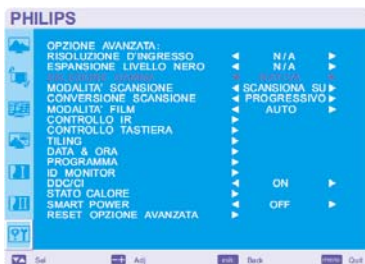 PHILIPS
OPZIONE AVANZATA:
RISOLUZIONE D'INGRESSO N/A
ESPANSIONE LIVELLO NERO N/A
MODALITA' SCANSIONE SCANSIONA SU
CONVERSIONE SCANSIONE PROGRESSIVO
MODALITA' FILM AUTO
CONTROLLO IR
CONTROLLO TASTIERA
TILING
DATA & ORA
PROGRAMMA
ID MONITOR
DDC/CI ON
STATO CALORE
SMART POWER OFF
RESET OPZIONE AVANZATA
Sel Adj Back Quit